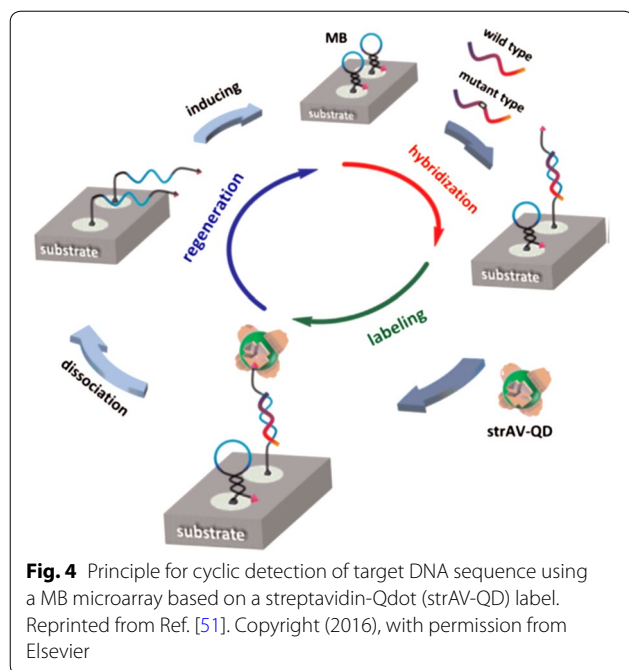 MB
wild type
mutant type
inducing
substrate
hybridization
regeneration
substrate
substrate
labeling
dissociation
strAV-QD
substrate
Fig. 4 Principle for cyclic detection of target DNA sequence using
a MB microarray based on a streptavidin-Qdot (strAV-QD) label.
Reprinted from Ref. [51]. Copyright (2016), with permission from
Elsevier